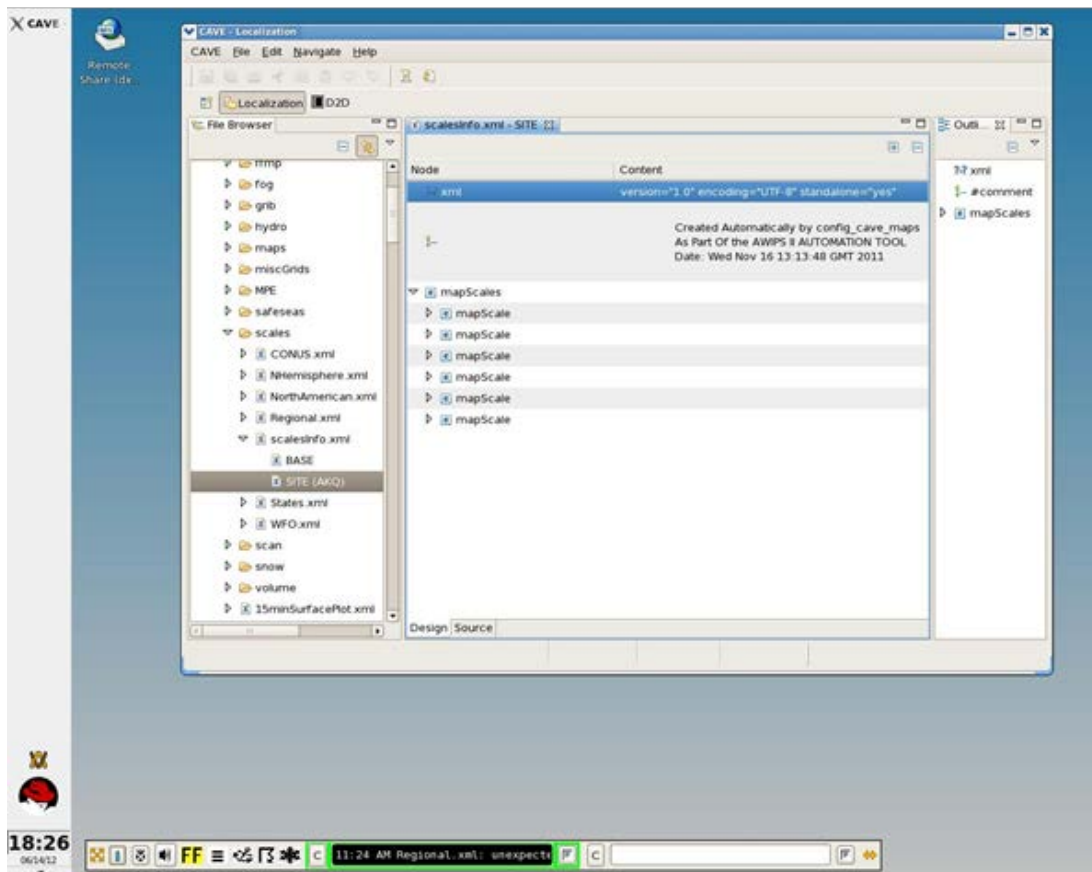 X CAVE
Remote
Share (dx...
CAVE - Localization
CAVE File Edit Navigate Help
Localization D2D
File Browser
scalesInfo.xml - SITE
Outli...
Node Content
xml version="1.0" encoding="UTF-8" standalone="yes"
Created Automatically by config_cave_maps
As Part Of the AWIPS II AUTOMATION TOOL
Date: Wed Nov 16 13:13:48 GMT 2011
mapScales
mapScale
mapScale
mapScale
mapScale
mapScale
mapScale
ffmp
fog
grib
hydro
maps
miscGrids
MPE
safeseas
scales
CONUS.xml
NHemisphere.xml
NorthAmerican.xml
Regional.xml
scalesInfo.xml
BASE
SITE (AKQ)
States.xml
WFO.xml
scan
snow
volume
15minSurfacePlot.xml
Design Source
?-? xml
#comment
mapScales
18:26
06/14/12
FF
C
11:24 AM Regional.xml: unexpecte
F
C
F